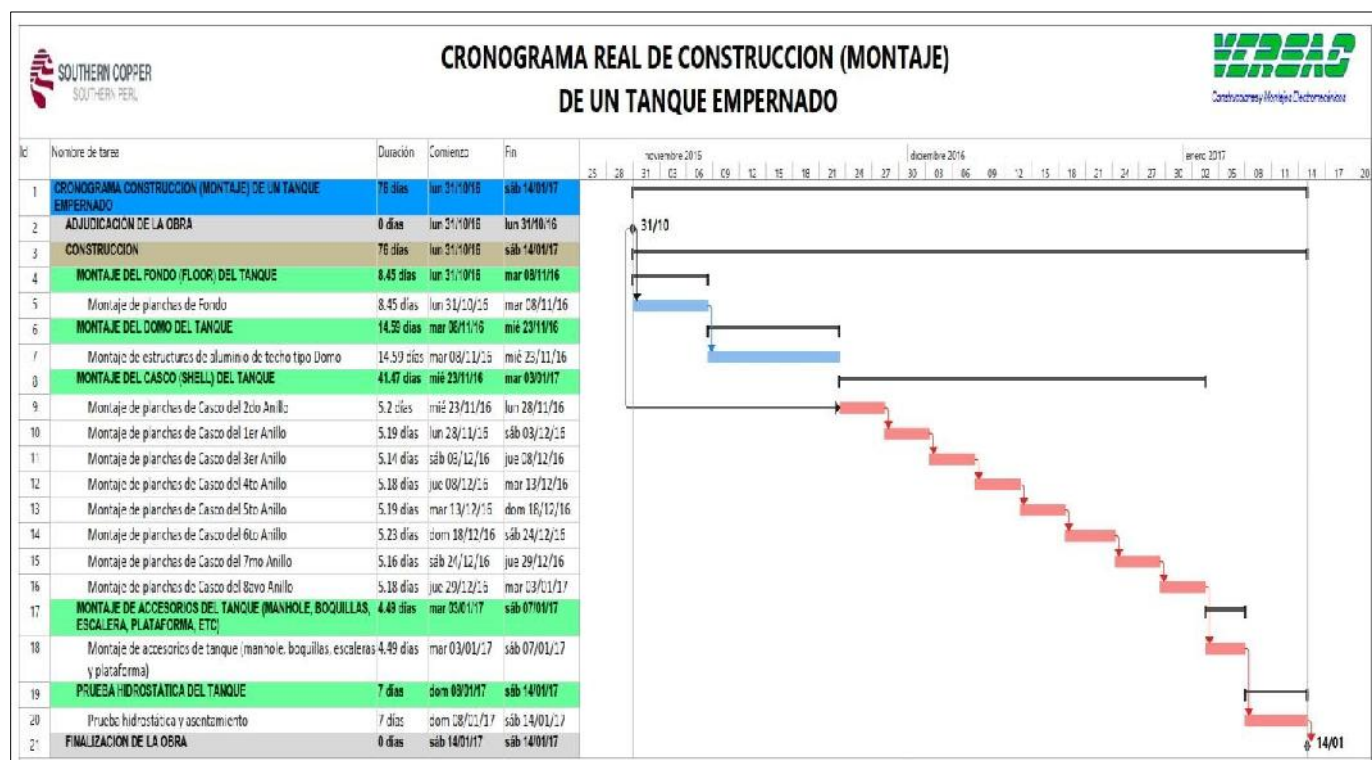 SOUTHERN COPPER
SOUTHERN PERU
CRONOGRAMA REAL DE CONSTRUCCION (MONTAJE)
DE UN TANQUE EMPERNADO
Construcciones y Montajes Electromecánicos
Id Nombre de tarea Duración Comienzo Fin
noviembre 2016 diciembre 2016 enero 2017
25 28 31 03 06 09 12 15 18 21 24 27 30 03 06 09 12 15 18 21 24 27 30 02 05 08 11 14 17 20
1 CRONOGRAMA CONSTRUCCION (MONTAJE) DE UN TANQUE EMPERNADO 76 días lun 31/10/16 sáb 14/01/17
2 ADJUDICACIÓN DE LA OBRA 0 días lun 31/10/16 lun 31/10/16
31/10
3 CONSTRUCCION 76 días lun 31/10/16 sáb 14/01/17
4 MONTAJE DEL FONDO (FLOOR) DEL TANQUE 8.45 días lun 31/10/16 mar 08/11/16
5 Montaje de planchas de Fondo 8.45 días lun 31/10/16 mar 08/11/16
6 MONTAJE DEL DOMO DEL TANQUE 14.59 días mar 08/11/16 mié 23/11/16
7 Montaje de estructuras de aluminio de techo tipo Domo 14.59 días mar 08/11/16 mié 23/11/16
8 MONTAJE DEL CASCO (SHELL) DEL TANQUE 41.47 días mié 23/11/16 mar 03/01/17
9 Montaje de planchas de Casco del 2do Anillo 5.2 días mié 23/11/16 lun 28/11/16
10 Montaje de planchas de Casco del 1er Anillo 5.19 días lun 28/11/16 sáb 03/12/16
11 Montaje de planchas de Casco del 3er Anillo 5.14 días sáb 03/12/16 jue 08/12/16
12 Montaje de planchas de Casco del 4to Anillo 5.18 días jue 08/12/16 mar 13/12/16
13 Montaje de planchas de Casco del 5to Anillo 5.19 días mar 13/12/16 dom 18/12/16
14 Montaje de planchas de Casco del 6to Anillo 5.23 días dom 18/12/16 sáb 24/12/16
15 Montaje de planchas de Casco del 7mo Anillo 5.16 días sáb 24/12/16 jue 29/12/16
16 Montaje de planchas de Casco del 8avo Anillo 5.18 días jue 29/12/16 mar 03/01/17
17 MONTAJE DE ACCESORIOS DEL TANQUE (MANHOLE, BOQUILLAS, 4.49 días mar 03/01/17 sáb 07/01/17
ESCALERA, PLATAFORMA, ETC)
18 Montaje de accesorios de tanque (manhole, boquillas, escaleras 4.49 días mar 03/01/17 sáb 07/01/17
y plataforma)
19 PRUEBA HIDROSTÁTICA DEL TANQUE 7 días dom 08/01/17 sáb 14/01/17
20 Prueba hidrostática y asentamiento 7 días dom 08/01/17 sáb 14/01/17
21 FINALIZACION DE LA OBRA 0 días sáb 14/01/17 sáb 14/01/17
14/01